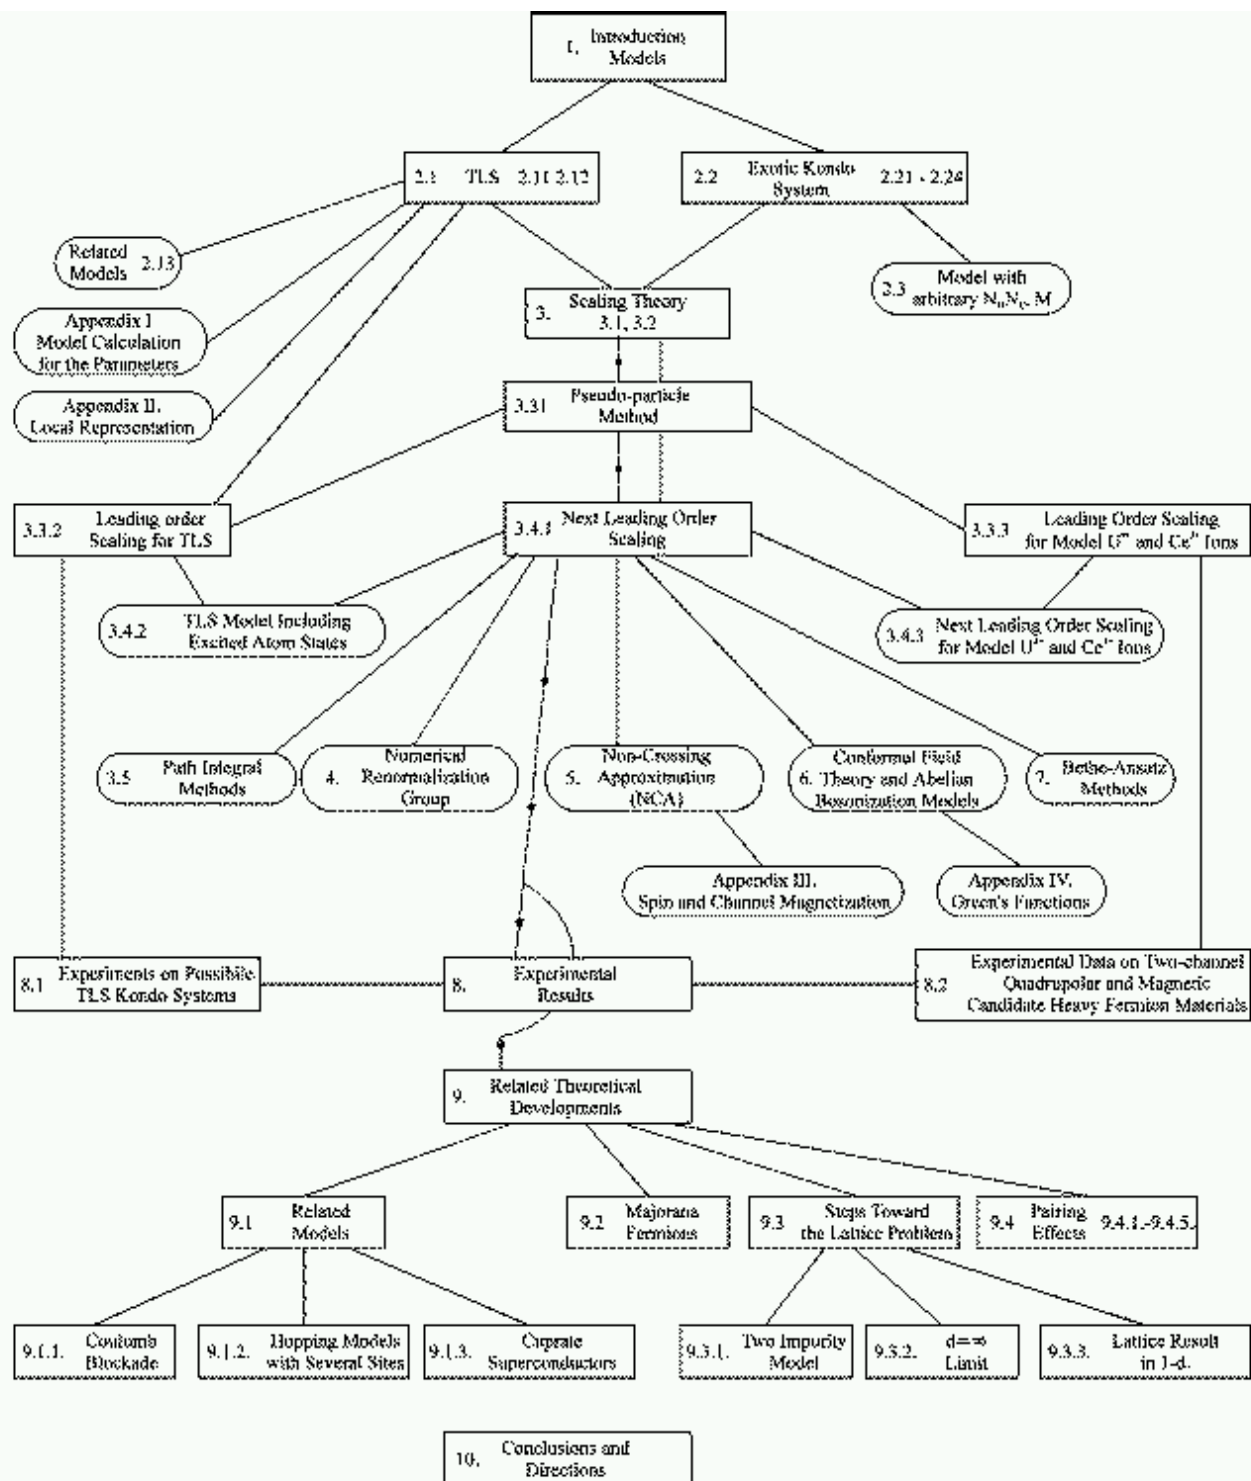 1. Introduction
Models
2.1 TLS 2.11 2.12
2.2 Exotic Kondo
System
2.21 - 2.24
Related
Models
2.13
2.3 Model with
arbitrary M
Appendix I
Model Calculation
for the Parameters
3. Scaling Theory
3.1, 3.2
Appendix II.
Local Representation
3.31 Pseudo-particle
Method
3.3.2 Leading order
Scaling for TLS
3.4.1 Next Leading Order
Scaling
3.3.3 Leading Order Scaling
for Model and Ions
3.4.2 TLS Model Including
Excited Atom States
3.4.3 Next Leading Order Scaling
for Model and Ions
3.5 Path Integral
Methods
4. Numerical
Renormalization
Group
5. Non-Crossing
Approximation
(NCA)
6. Conformal Field
Theory and Abelian
Bosonization Models
7. Bethe-Ansatz
Methods
Appendix III.
Spin and Channel Magnetization
Appendix IV.
Green's Functions
8.1 Experiments on Possibile
TLS Kondo Systems
8. Experimental
Results
8.2 Experimental Data on Two-channel
Quadrupolar and Magnetic
Candidate Heavy Fermion Materials
9. Related Theoretical
Developments
9.1 Related
Models
9.2 Majorana
Fermions
9.3 Steps Toward
the Lattice Problem
9.4 Pairing
Effects
9.4.1.-9.4.5.
9.1.1. Coulomb
Blockade
9.1.2. Hopping Models
with Several Sites
9.1.3. Cuprate
Superconductors
9.3.1. Two Impurity
Model
9.3.2. d=∞
Limit
9.3.3. Lattice Result
in 1-d.
10. Conclusions and
Directions